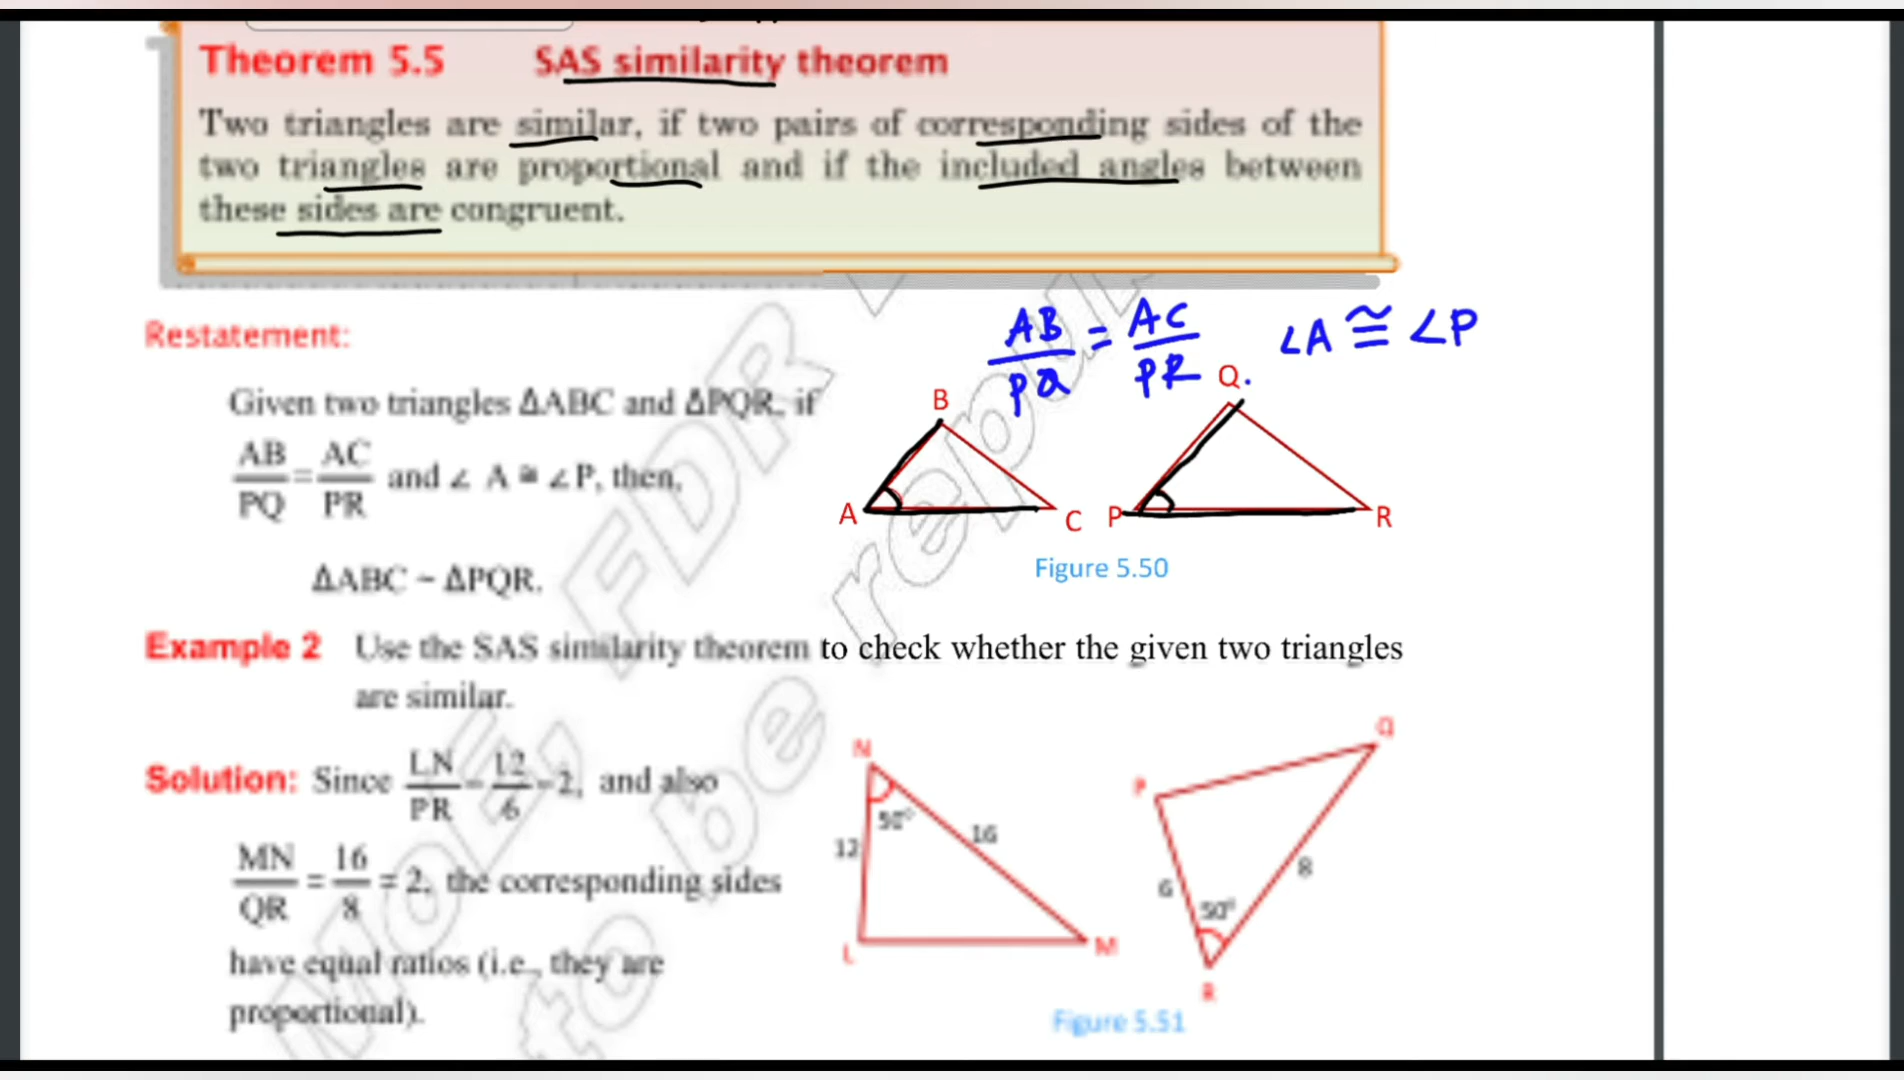 Theorem 5.5 SAS similarity theorem
Two triangles are similar, if two pairs of corresponding sides of the
two triangles are proportional and if the included angles between
these sides are congruent.
Restatement:
Given two triangles ΔABC and ΔPQR, if
AB/PQ = AC/PR and ∠ A ≅ ∠P, then,
ΔABC ~ ΔPQR.
AB/PQ = AC/PR ∠A ≅ ∠P
B
A
C
Q
P
R
Figure 5.50
Example 2 Use the SAS similarity theorem to check whether the given two triangles
are similar.
Solution: Since LN/PR = 12/6 = 2, and also
MN/QR = 16/8 = 2, the corresponding sides
have equal ratios (i.e., they are
proportional).
N
50°
12
16
L
M
Q
P
6
8
50°
R
Figure 5.51
MoE, FDR
to be repu